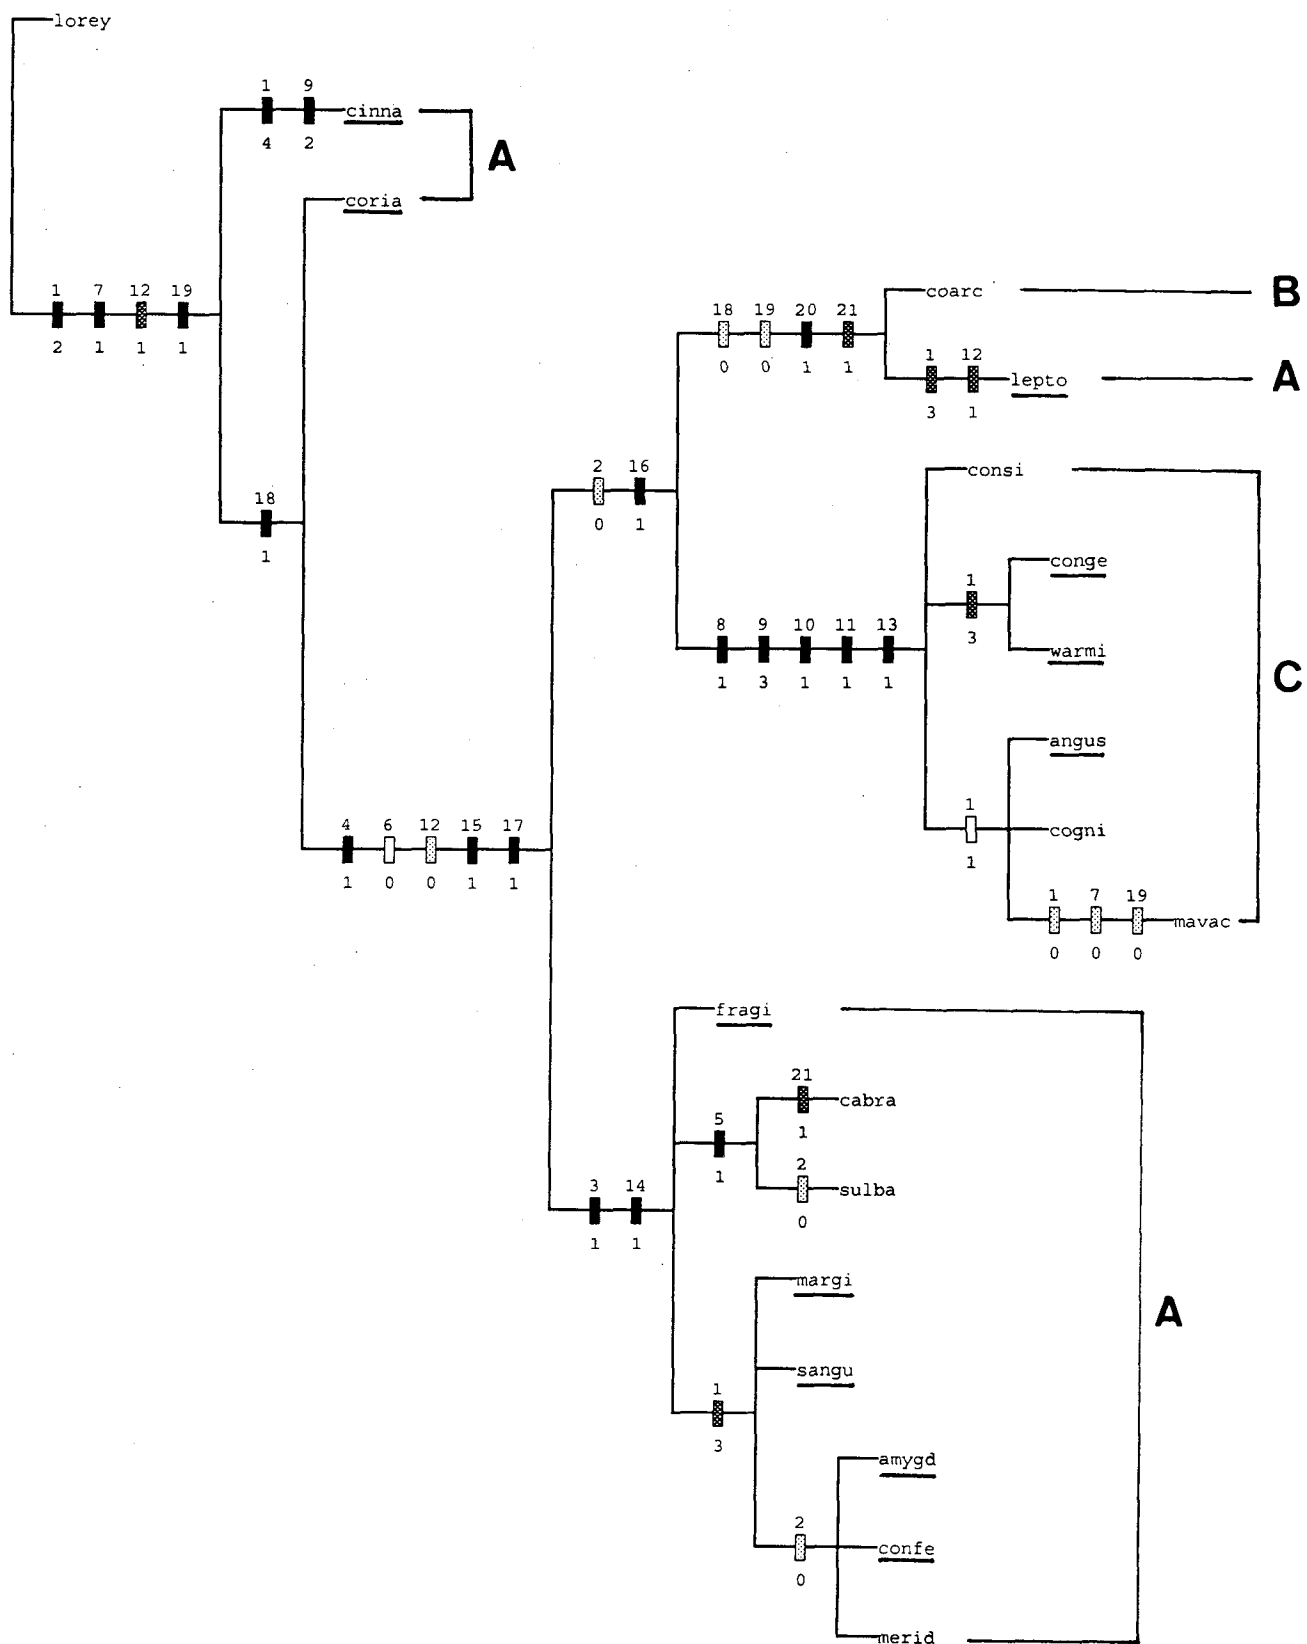 lorey
1 9
cinna
4 2
A
coria
1 7 12 19
2 1 1 1
coarc
B
18 19 20 21
0 0 1 1
1 12
lepto
A
3 1
2 16
0 1
consi
18
1
conge
1
3
8 9 10 11 13
warmi
1 3 1 1 1
C
angus
1
cogni
1
4 6 12 15 17
1 0 0 1 1
1 7 19
mavac
0 0 0
fragi
21
cabra
1
5
1
2
sulba
0
3 14
1 1
margi
A
sangu
1
3
amygd
2
confe
0
merid